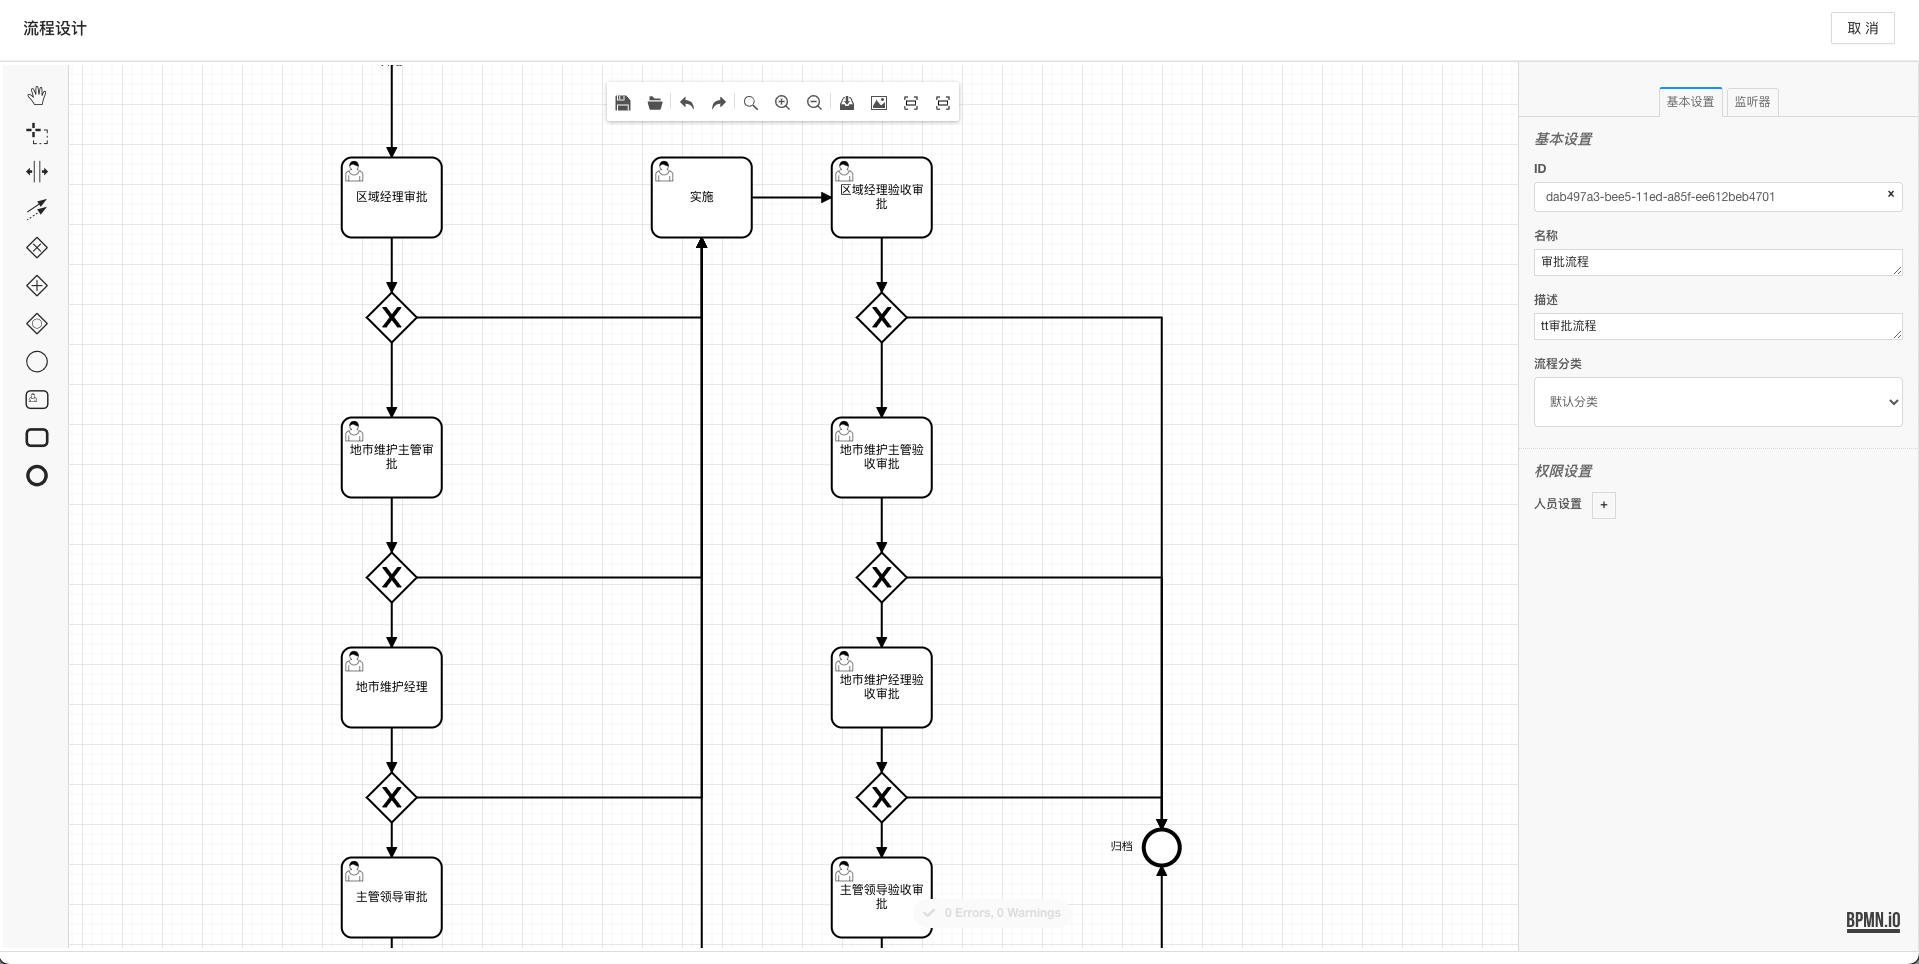 流程设计
取 消
基本设置
监听器
区域经理审批
实施
区域经理验收审
批
X
X
地市维护主管审
批
地市维护主管验
收审批
X
X
地市维护经理
地市维护经理验
收审批
X
X
归档
主管领导审批
主管领导验收审
批
0 Errors, 0 Warnings
基本设置
ID
dab497a3-bee5-11ed-a85f-ee612beb4701
名称
审批流程
描述
tt审批流程
流程分类
默认分类
权限设置
人员设置
+
BPMN.iO